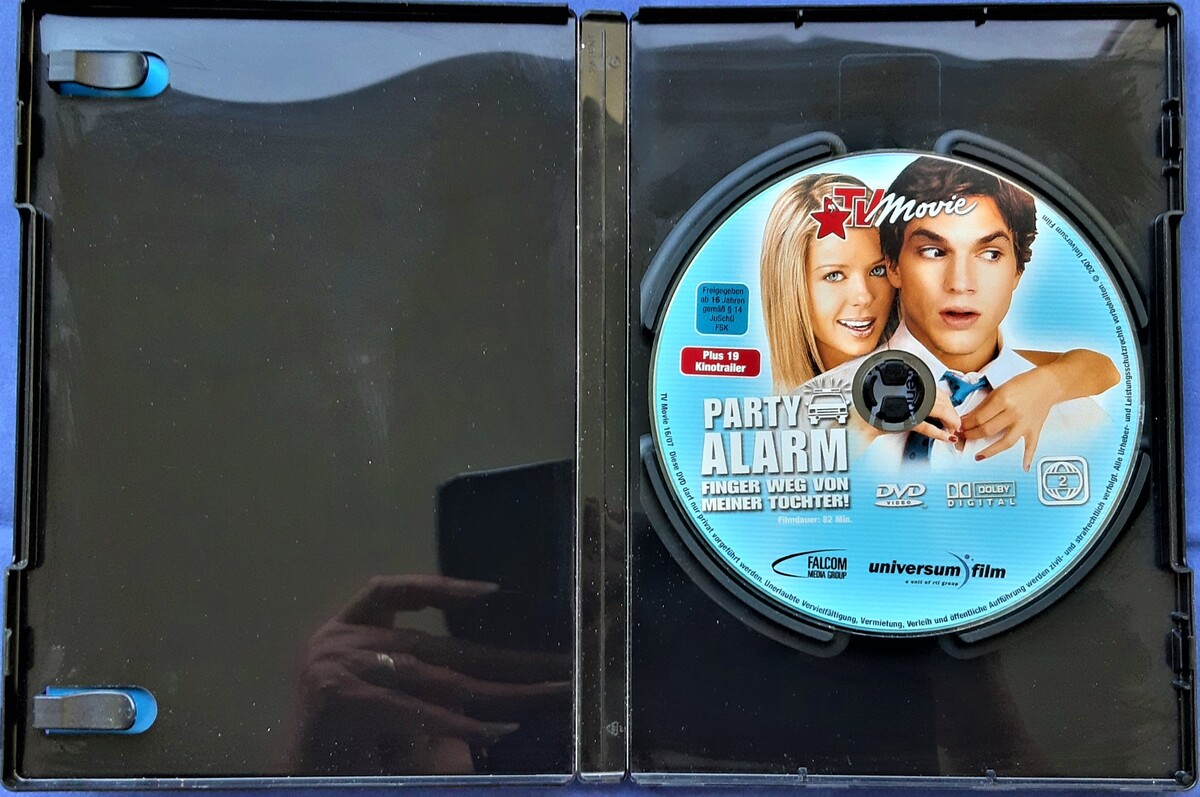 TV Movie
Freigegeben
ab 16 Jahren
gemäß § 14
JuSchG
FSK
Plus 19
Kinotrailer
PARTY
ALARM
FINGER WEG VON
MEINER TOCHTER!
Filmdauer: 82 Min.
DVD
VIDEO
DOLBY
DIGITAL
2
FALCOM
MEDIA GROUP
universum film
a unit of rtl group
TV Movie 16/07 Diese DVD darf nur privat vorgeführt werden. Unerlaubte Vervielfältigung, Vermietung, Verleih und öffentliche Aufführung werden zivil- und strafrechtlich verfolgt. Alle Urheber- und Leistungsschutzrechte vorbehalten. © 2007 Universum Film